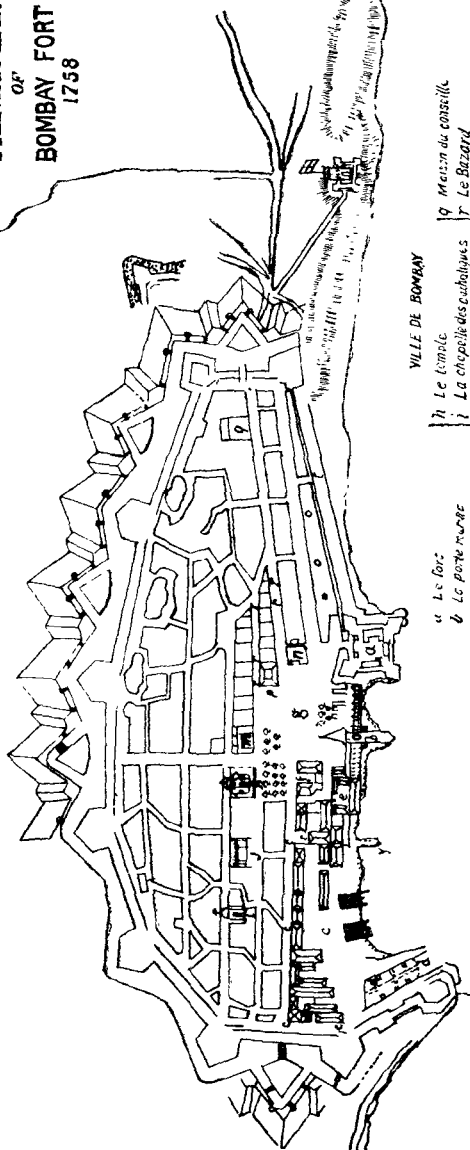 OF
BOMBAY FORT
1758
VILLE DE BOMBAY
a Le Fort
b La porte marine
h Le temple
i La chapelle des catholiques
q Maison du conseille
r Le Bazard
q
p
n
g
a
m
e
j
c
y